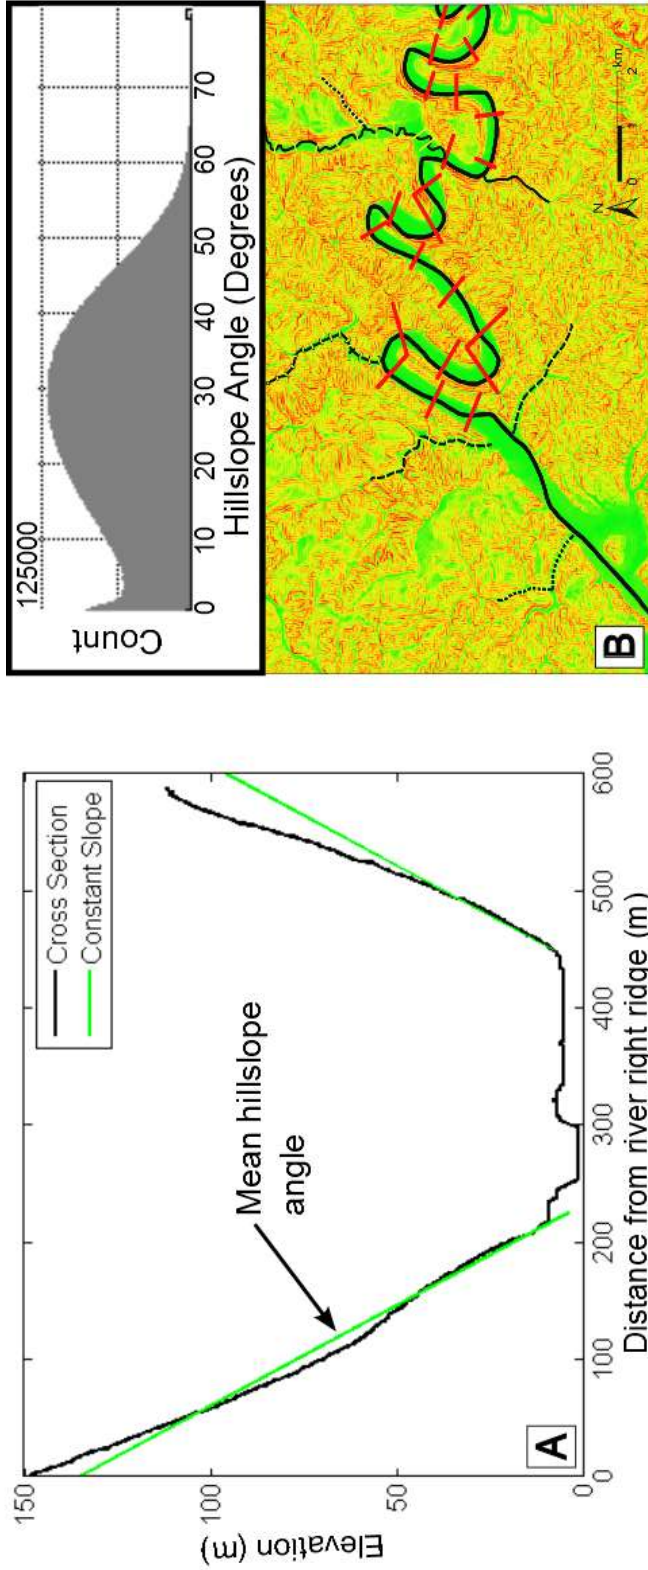 150
100
50
0
Elevation (m)
0
100
200
300
400
500
600
Distance from river right ridge (m)
Cross Section
Constant Slope
Mean hillslope
angle
A
125000
Count
0
10
20
30
40
50
60
70
Hillslope Angle (Degrees)
B
N
0
1
2
km